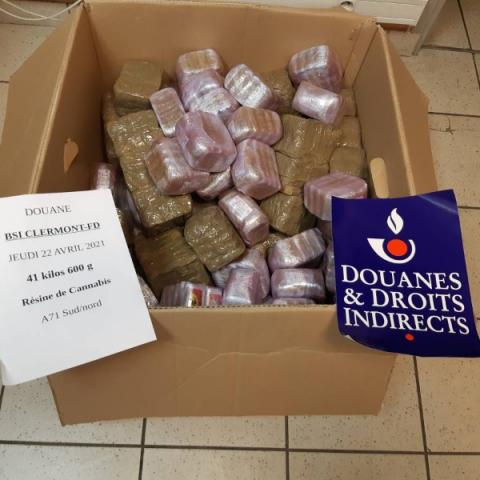 DOUANE
BSI CLERMONT-FD
JEUDI 22 AVRIL 2021
41 kilos 600 g
Résine de Cannabis
A71 Sud/nord
DOUANES
& DROITS
INDIRECTS